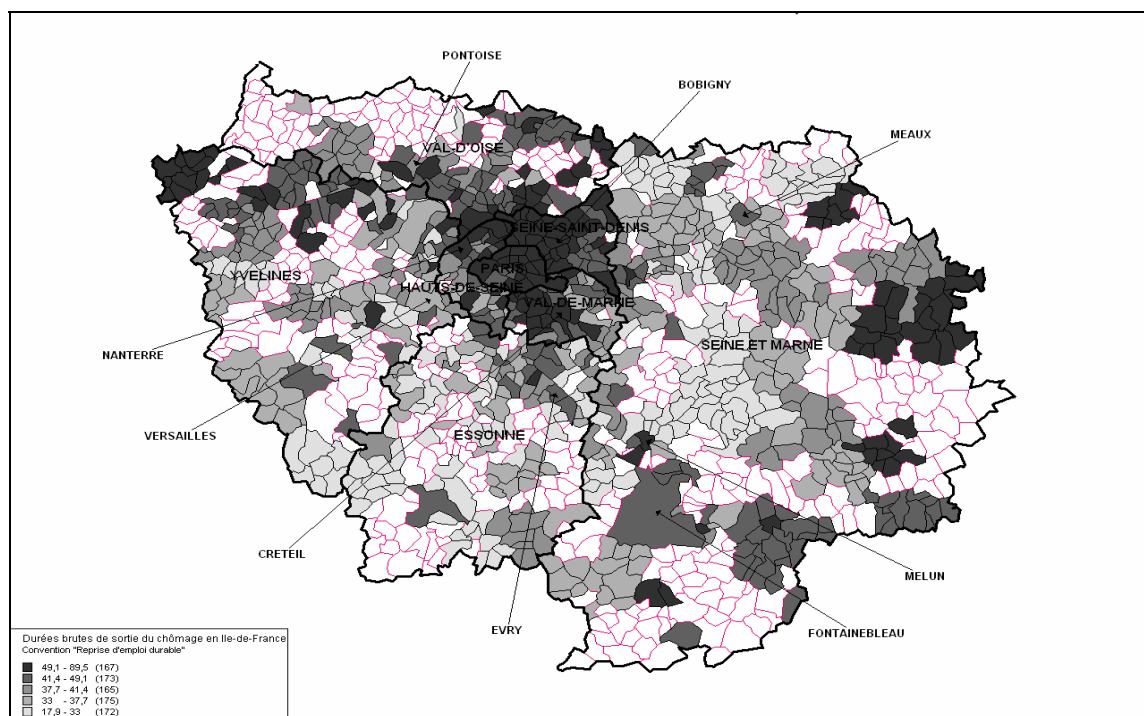 PONTOISE
BOBIGNY
MEAUX
VAL-D'OISE
SEINE-SAINT-DENIS
PARIS
YVELINES
HAUTS-DE-SEINE
VAL-DE-MARNE
NANTERRE
SEINE ET MARNE
VERSAILLES
ESSONNE
CRETEIL
MELUN
EVRY
FONTAINEBLEAU
Durées brutes de sortie du chômage en Ile-de-France
Convention "Reprise d'emploi durable"
49,1 - 89,5 (167)
41,4 - 49,1 (173)
37,7 - 41,4 (165)
33 - 37,7 (175)
17,9 - 33 (172)